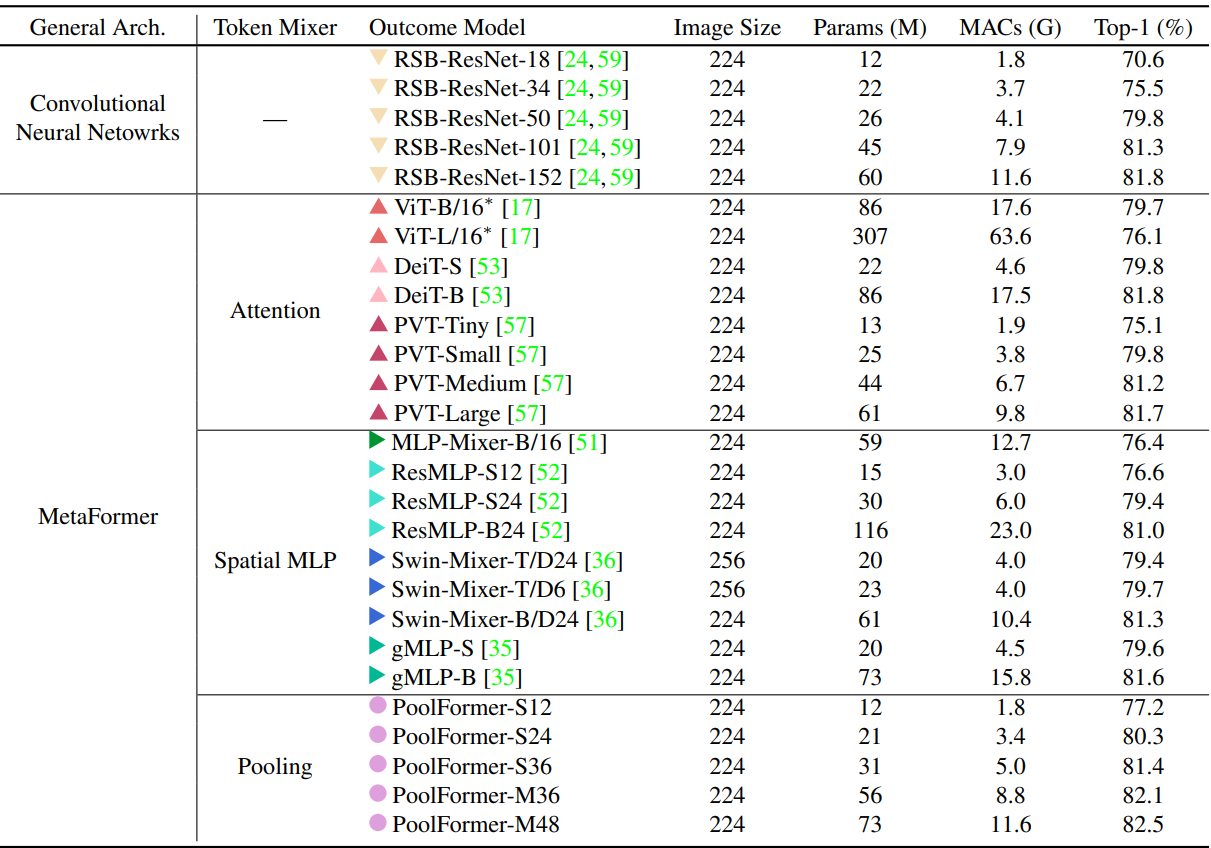 General Arch. Token Mixer Outcome Model Image Size Params (M) MACs (G) Top-1 (%)
Convolutional
Neural Netowrks
—
RSB-ResNet-18 [24,59] 224 12 1.8 70.6
RSB-ResNet-34 [24,59] 224 22 3.7 75.5
RSB-ResNet-50 [24,59] 224 26 4.1 79.8
RSB-ResNet-101 [24,59] 224 45 7.9 81.3
RSB-ResNet-152 [24,59] 224 60 11.6 81.8
MetaFormer
Attention
ViT-B/16* [17] 224 86 17.6 79.7
ViT-L/16* [17] 224 307 63.6 76.1
DeiT-S [53] 224 22 4.6 79.8
DeiT-B [53] 224 86 17.5 81.8
PVT-Tiny [57] 224 13 1.9 75.1
PVT-Small [57] 224 25 3.8 79.8
PVT-Medium [57] 224 44 6.7 81.2
PVT-Large [57] 224 61 9.8 81.7
Spatial MLP
MLP-Mixer-B/16 [51] 224 59 12.7 76.4
ResMLP-S12 [52] 224 15 3.0 76.6
ResMLP-S24 [52] 224 30 6.0 79.4
ResMLP-B24 [52] 224 116 23.0 81.0
Swin-Mixer-T/D24 [36] 256 20 4.0 79.4
Swin-Mixer-T/D6 [36] 256 23 4.0 79.7
Swin-Mixer-B/D24 [36] 224 61 10.4 81.3
gMLP-S [35] 224 20 4.5 79.6
gMLP-B [35] 224 73 15.8 81.6
Pooling
PoolFormer-S12 224 12 1.8 77.2
PoolFormer-S24 224 21 3.4 80.3
PoolFormer-S36 224 31 5.0 81.4
PoolFormer-M36 224 56 8.8 82.1
PoolFormer-M48 224 73 11.6 82.5